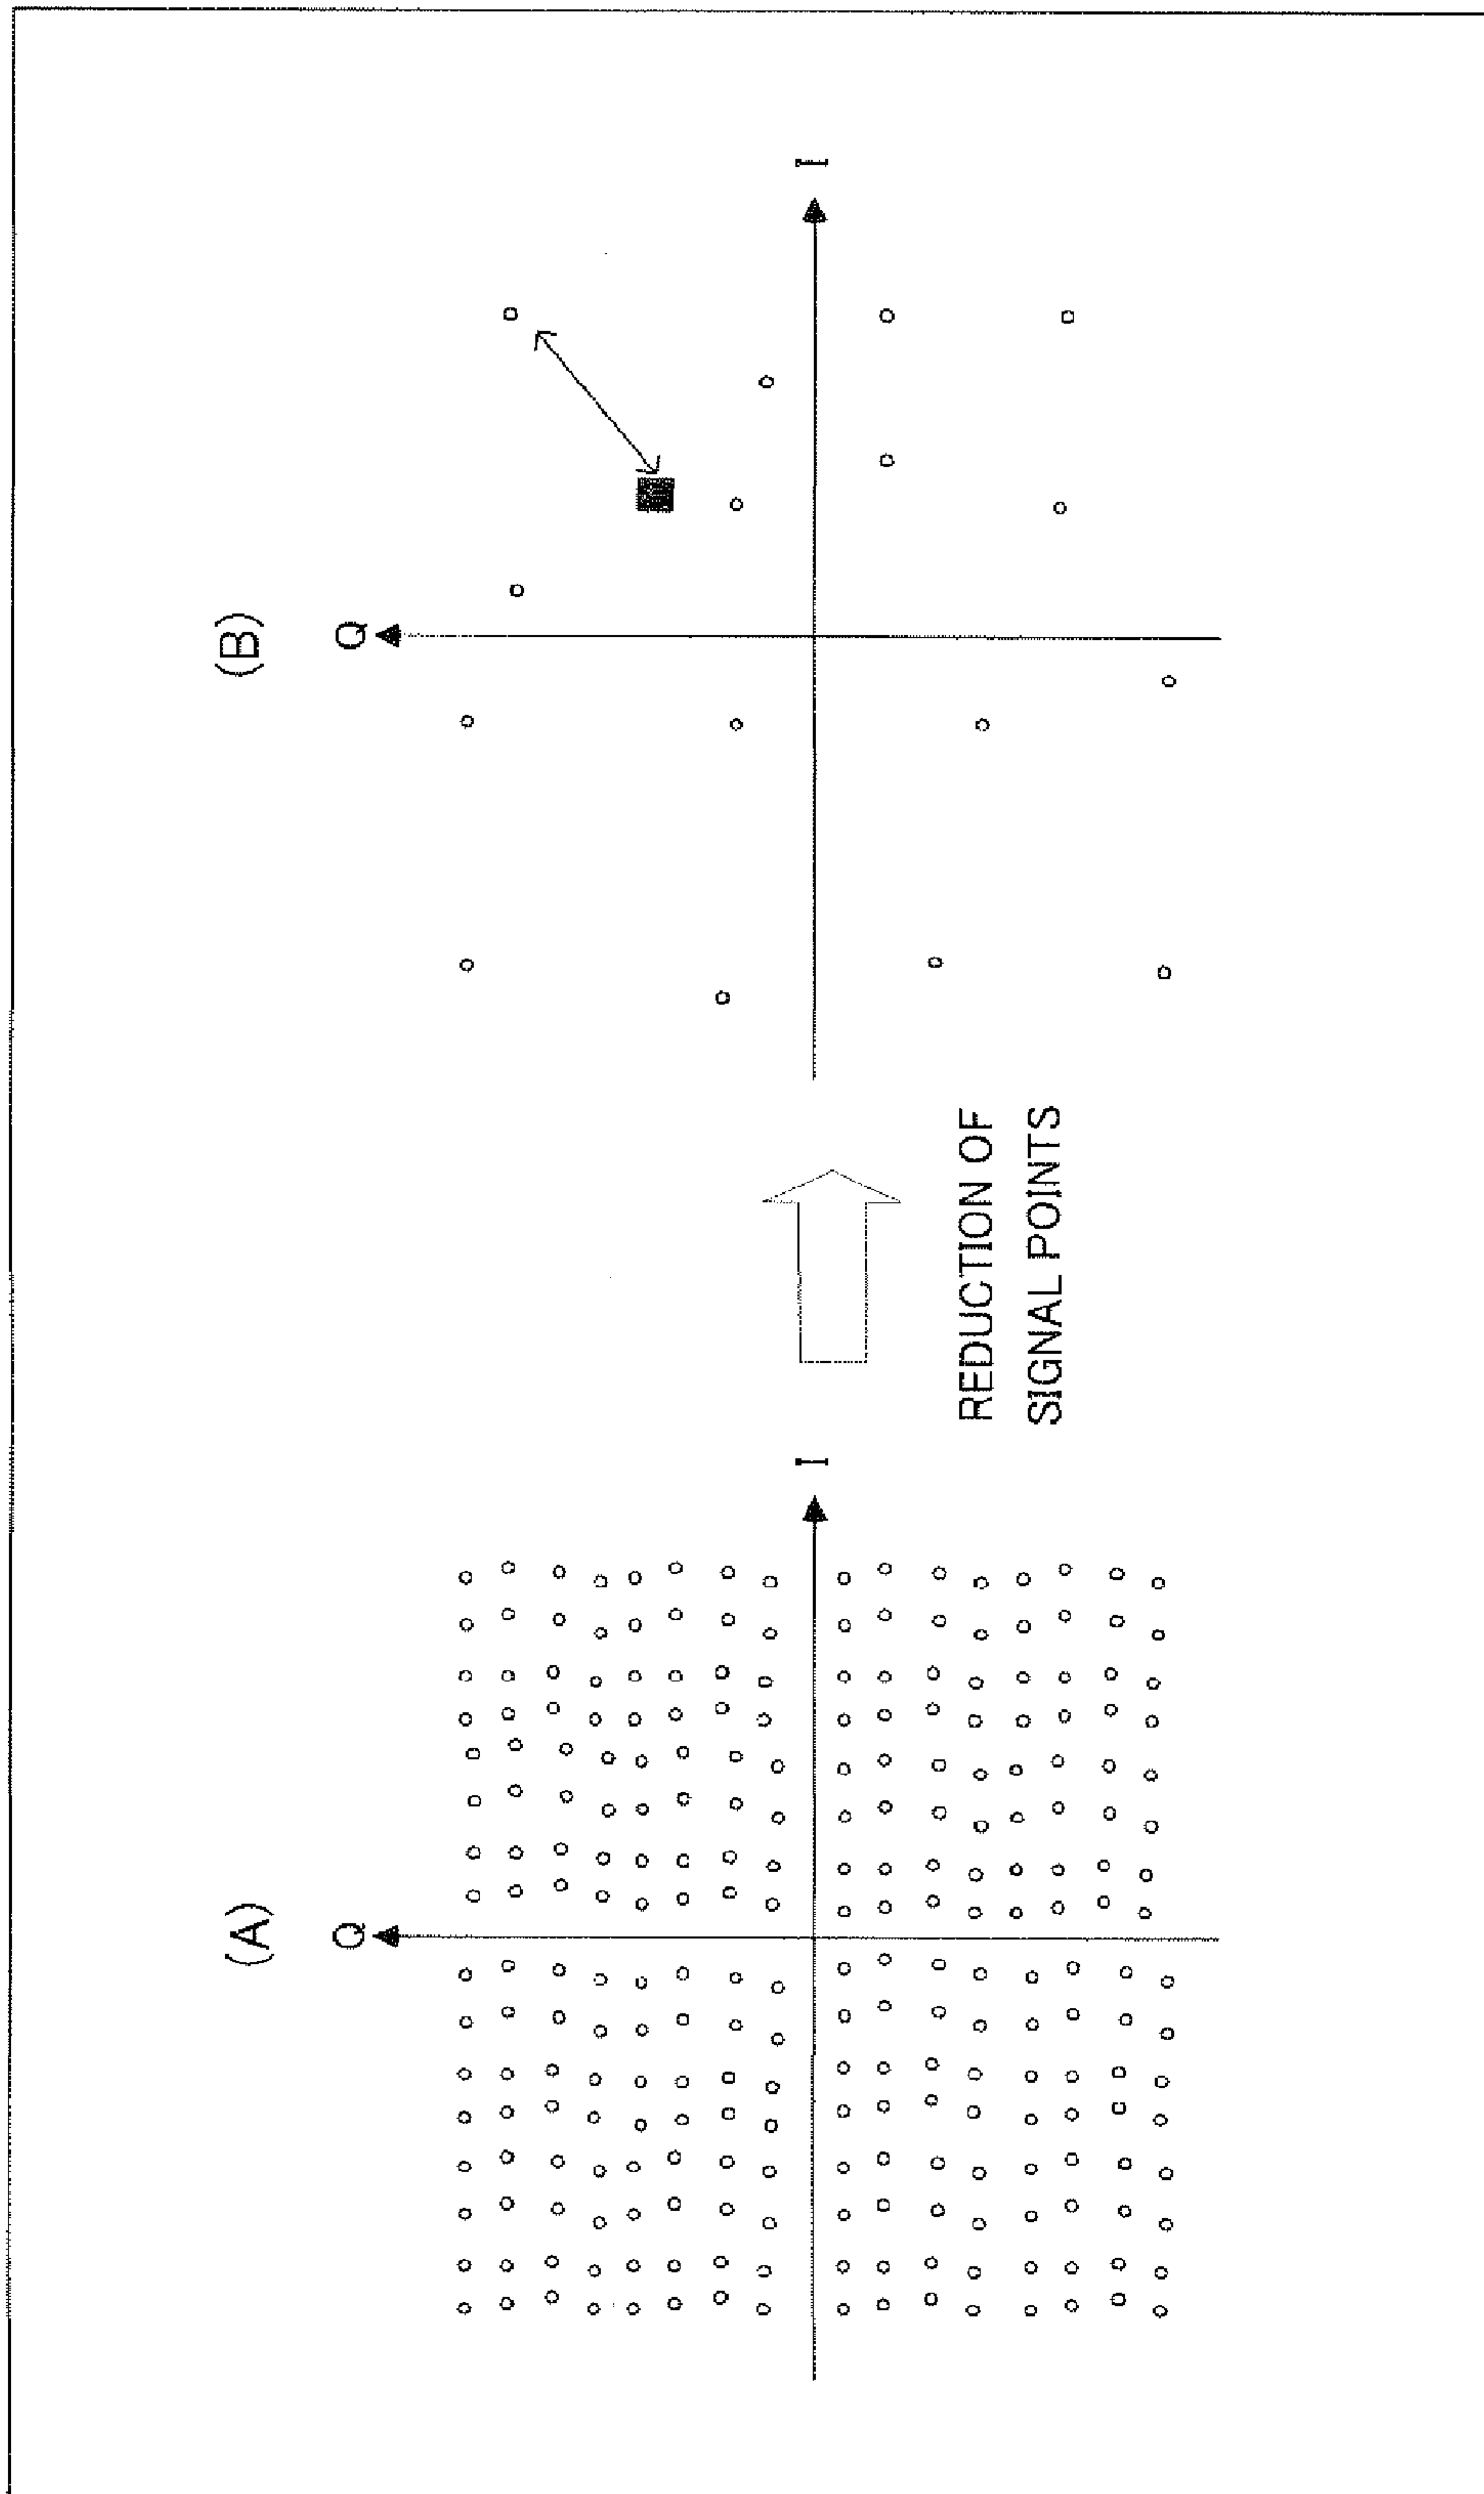 (A)
Q
I
REDUCTION OF
SIGNAL POINTS
(B)
Q
I